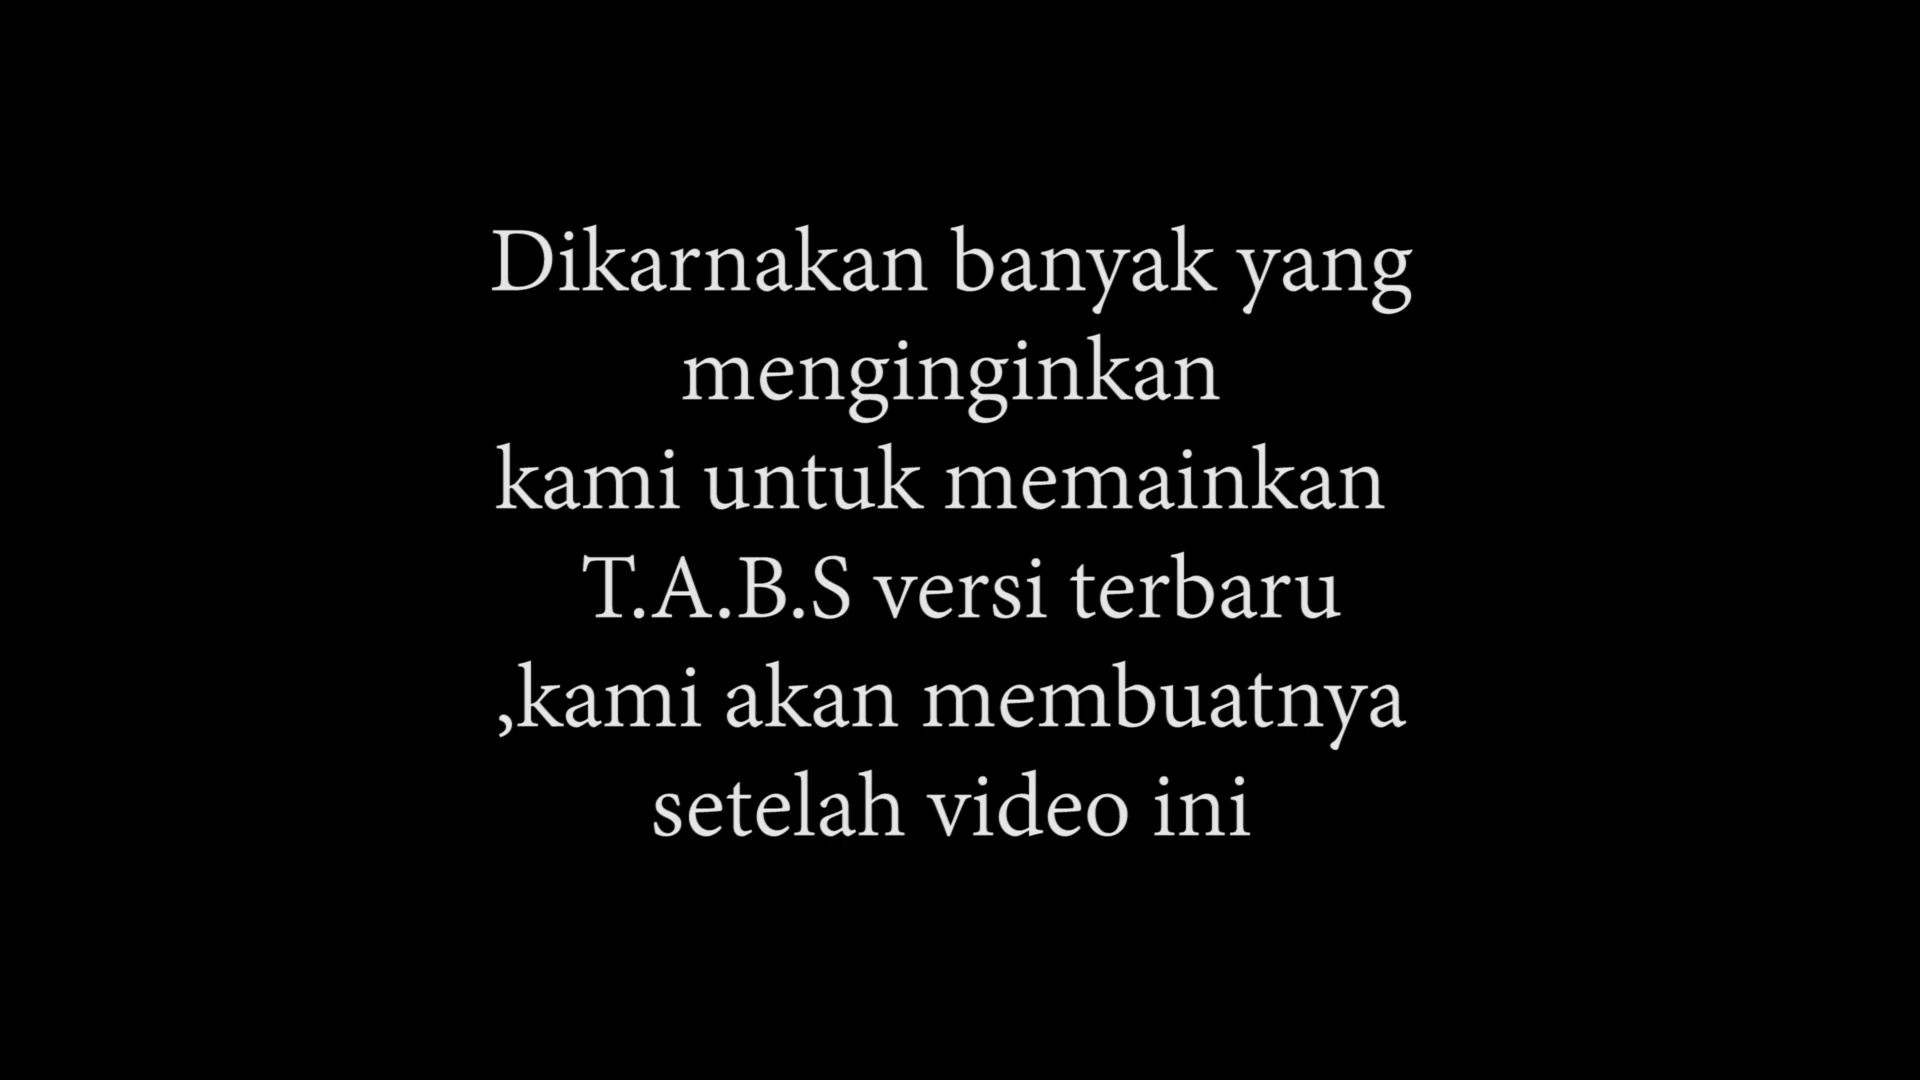 Dikarnakan banyak yang
menginginkan
kami untuk memainkan
T.A.B.S versi terbaru
,kami akan membuatnya
setelah video ini